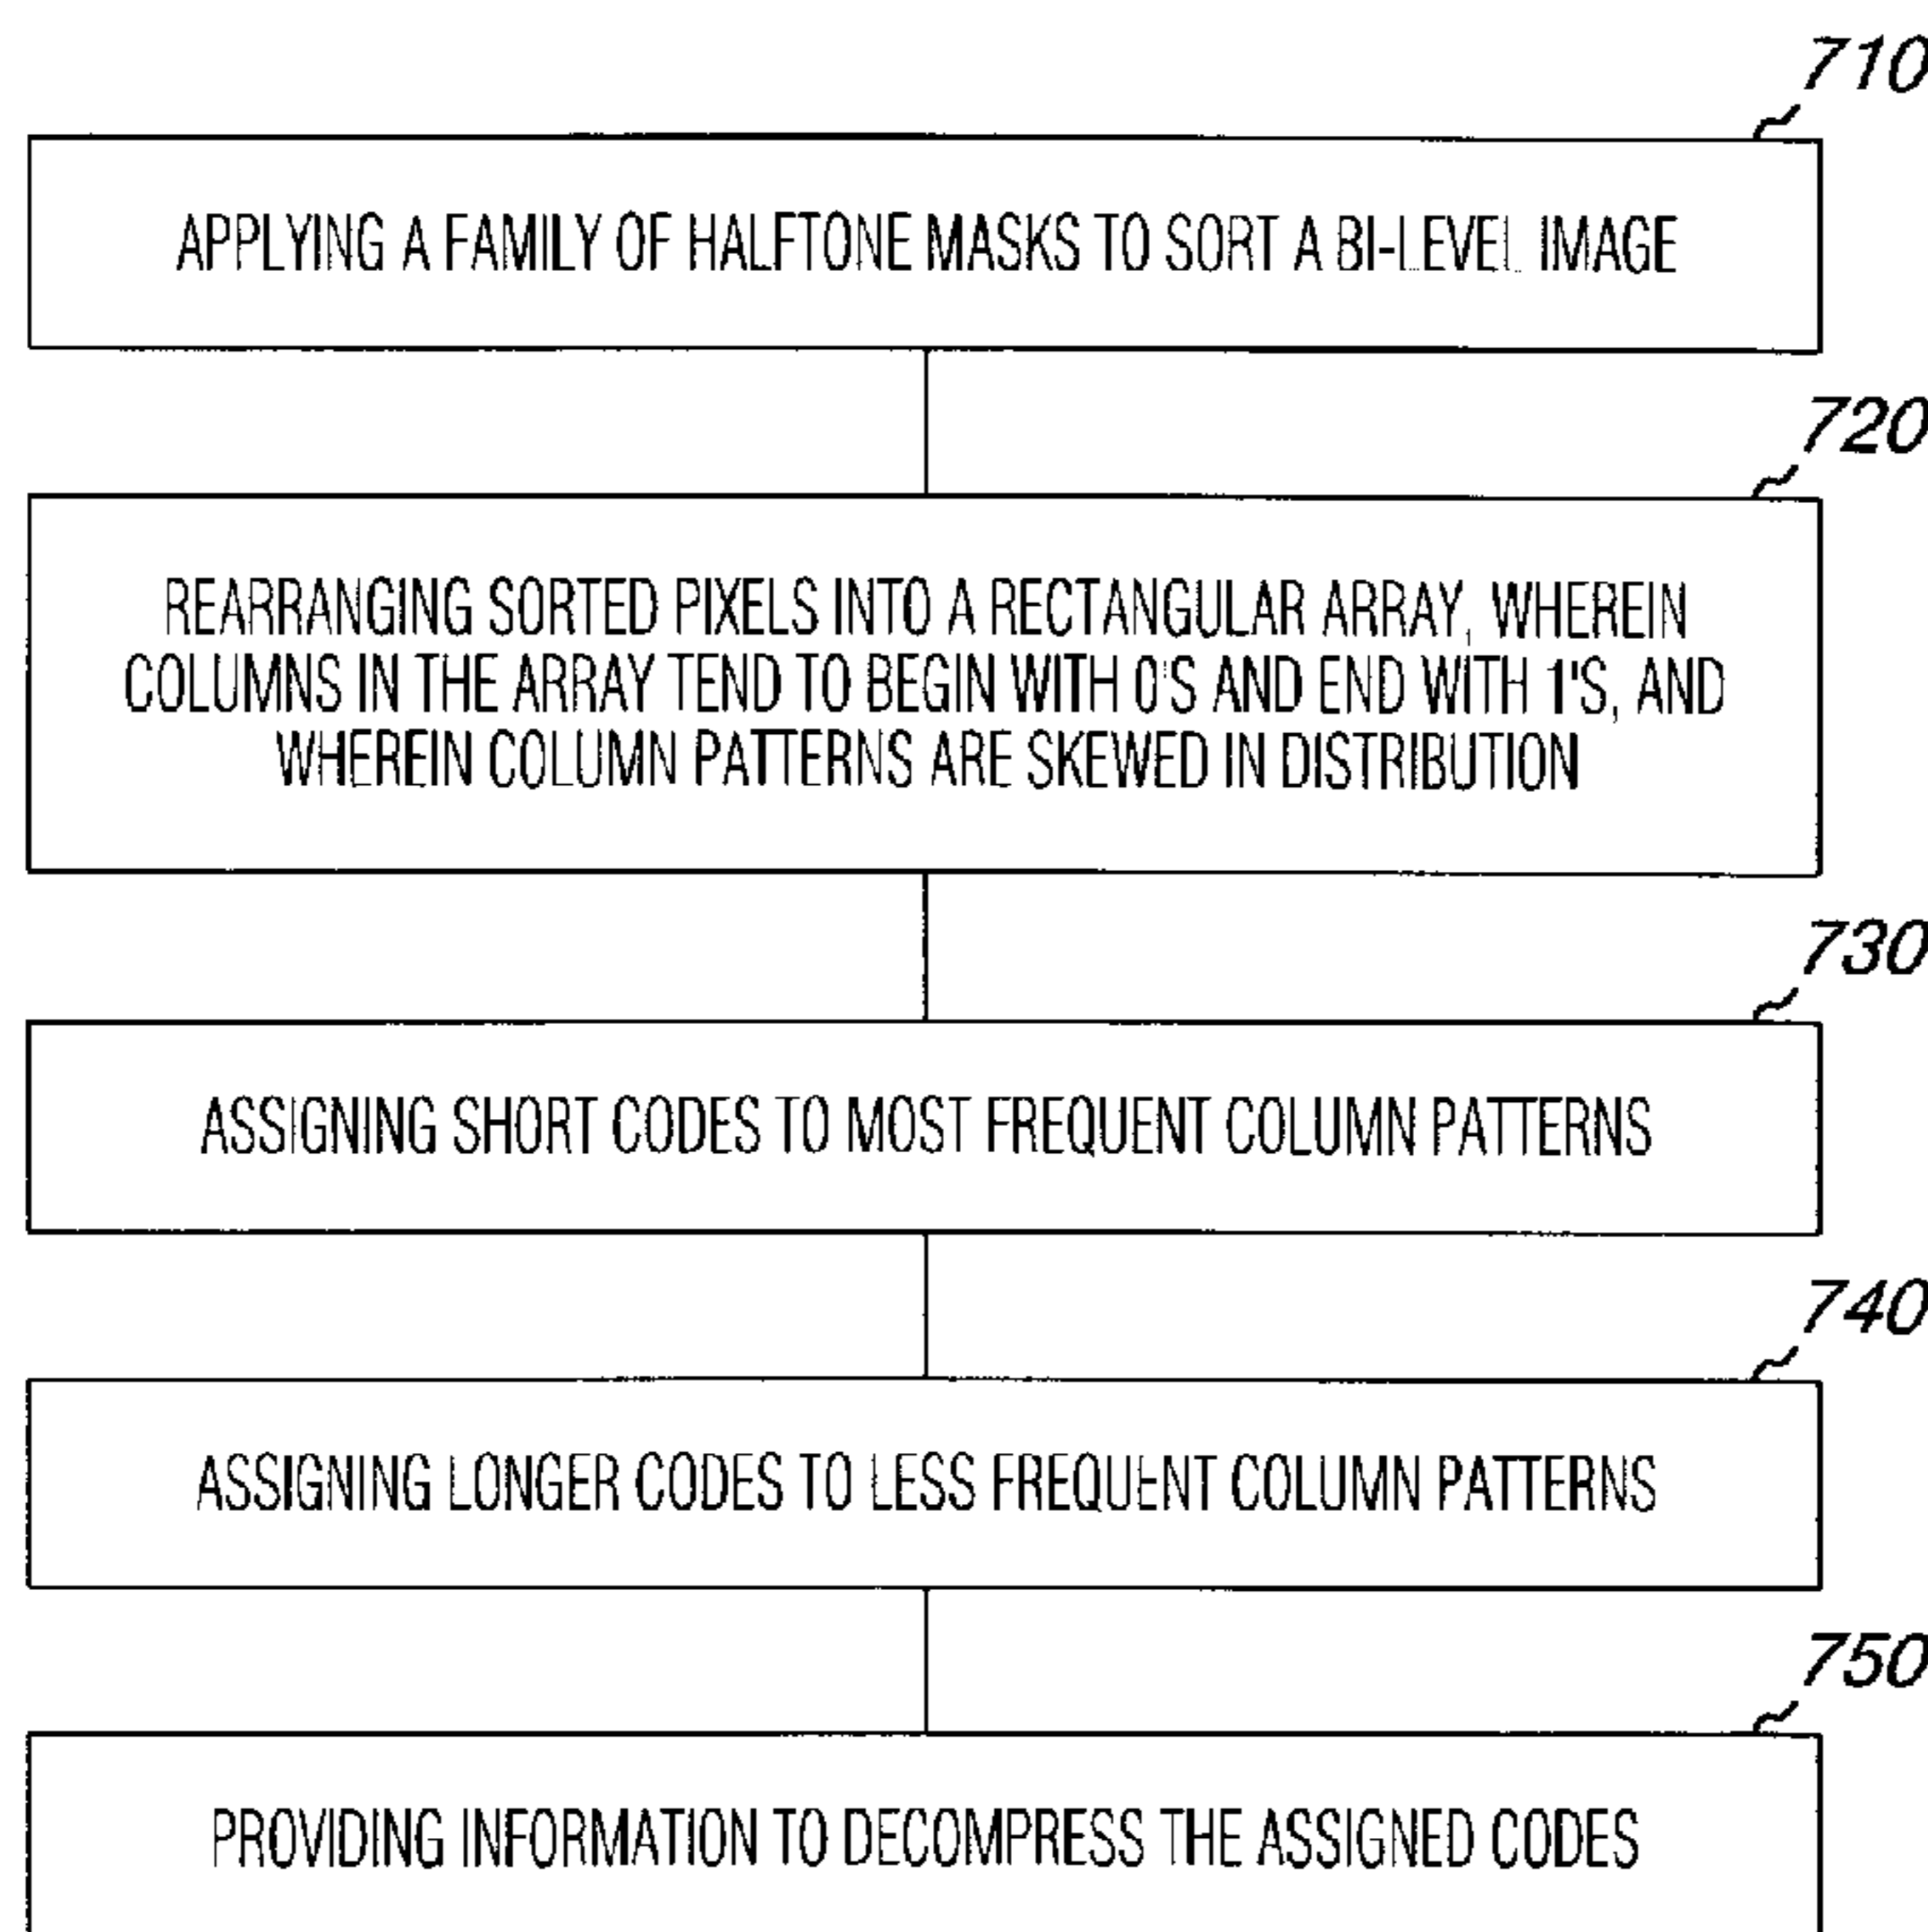 710
APPLYING A FAMILY OF HALFTONE MASKS TO SORT A BI-LEVEL IMAGE
720
REARRANGING SORTED PIXELS INTO A RECTANGULAR ARRAY, WHEREIN
COLUMNS IN THE ARRAY TEND TO BEGIN WITH 0'S AND END WITH 1'S, AND
WHEREIN COLUMN PATTERNS ARE SKEWED IN DISTRIBUTION
730
ASSIGNING SHORT CODES TO MOST FREQUENT COLUMN PATTERNS
740
ASSIGNING LONGER CODES TO LESS FREQUENT COLUMN PATTERNS
750
PROVIDING INFORMATION TO DECOMPRESS THE ASSIGNED CODES